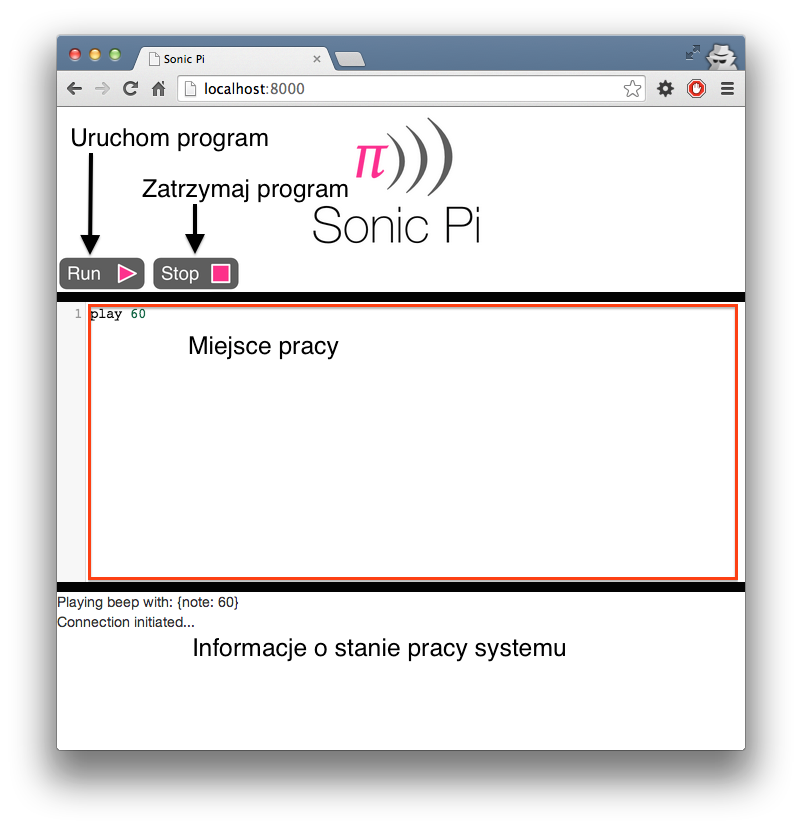 Sonic Pi
localhost:8000
Uruchom program
π)))
Zatrzymaj program
Sonic Pi
Run
Stop
1 play 60
Miejsce pracy
Playing beep with: {note: 60}
Connection initiated...
Informacje o stanie pracy systemu